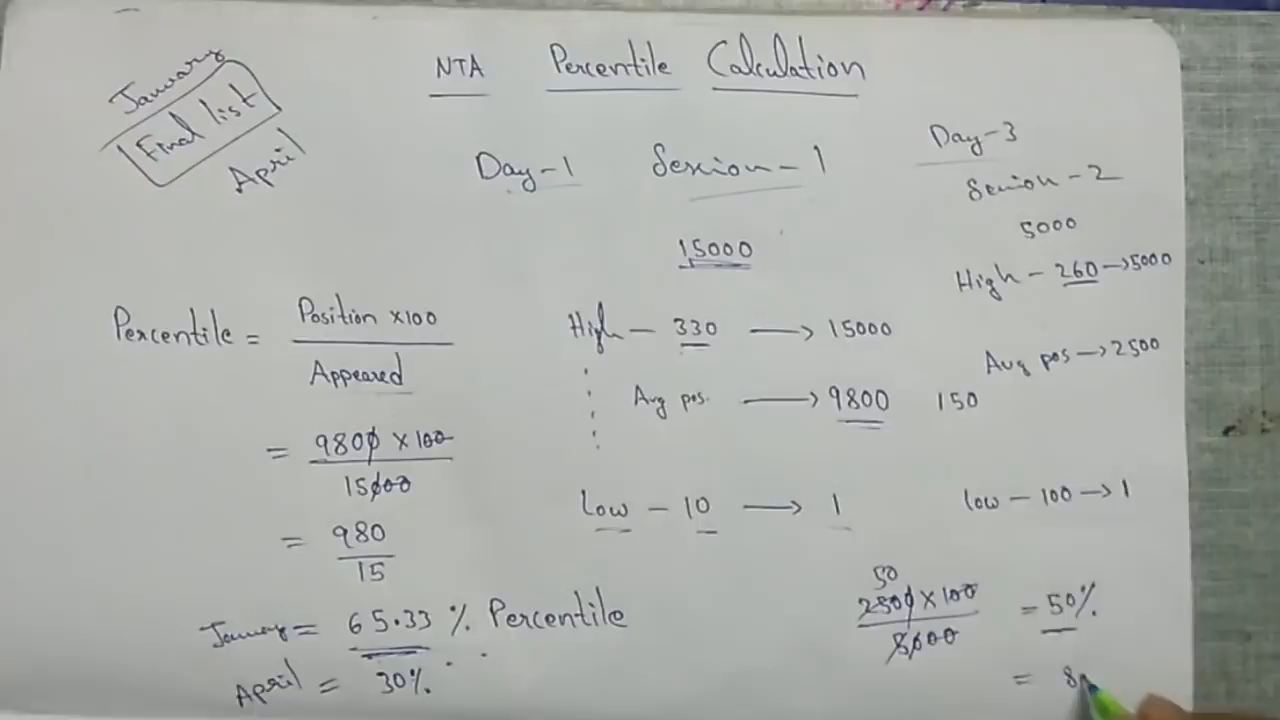 NTA Percentile Calculation
January
Final list
April
Day-1 Session-1
15000
High - 330 → 15000
Avg pos. → 9800 150
Low - 10 → 1
Day-3
Session-2
5000
High - 260 → 5000
Avg pos → 2500
Low - 100 → 1
Percentile = Position x100
Appeared
= 9800 x 100
15000
= 980
15
January = 65.33 % Percentile
April = 30%.
50
2500 x 100 = 50%
5000
= 8